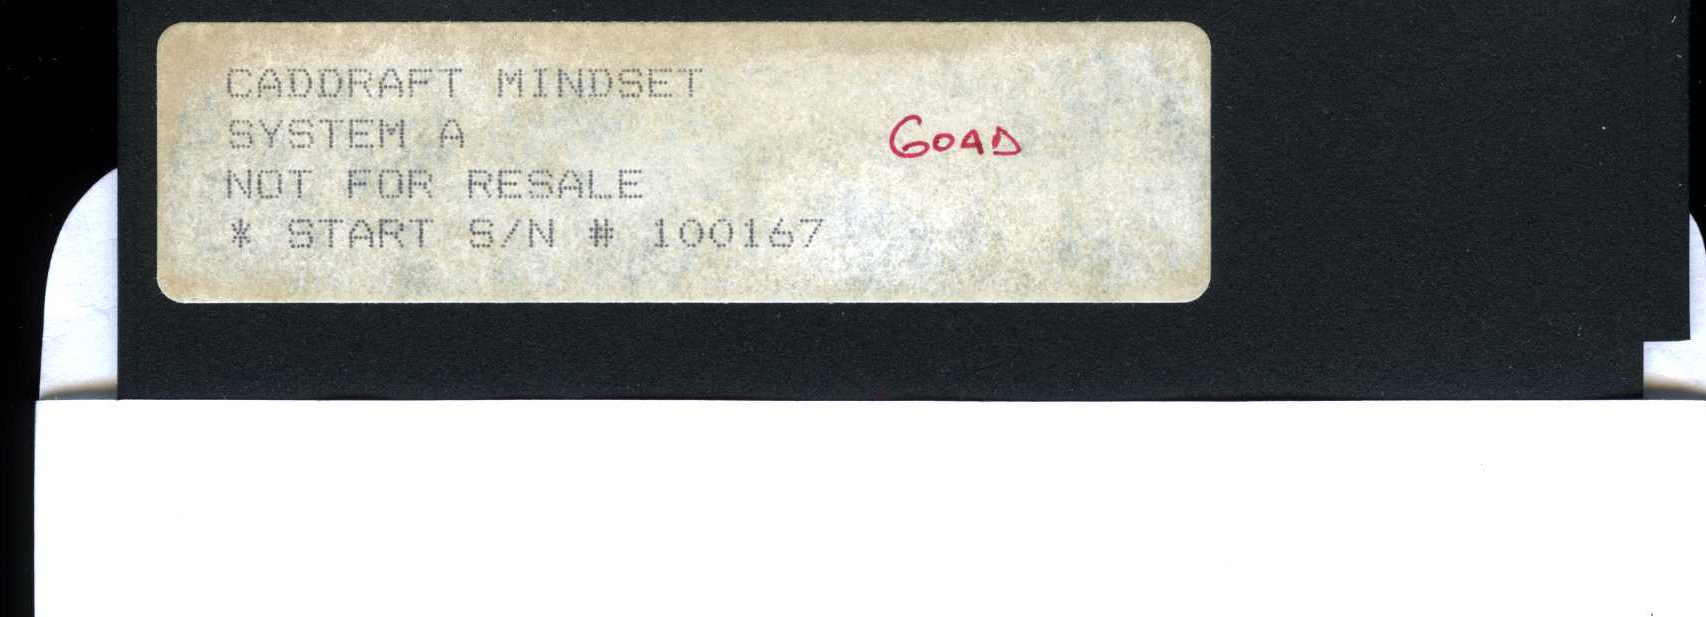 CADDRAFT MINDSET
SYSTEM A
GOAD
NOT FOR RESALE
* START S/N # 100167